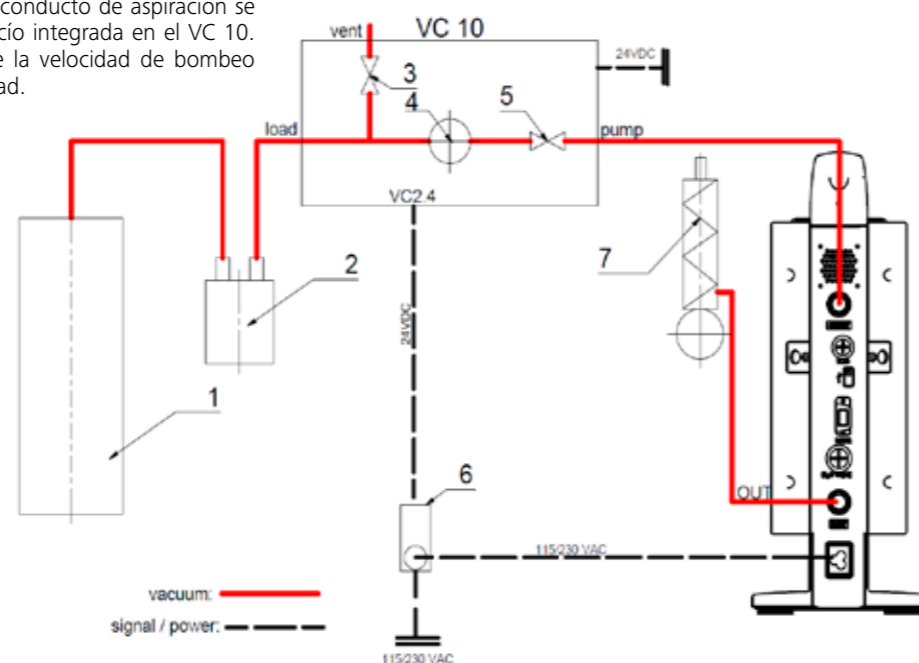 conducto de aspiración se
cío integrada en el VC 10.
e la velocidad de bombeo
ad.
vent
VC 10
24VDC
3
4
5
load
pump
VC2.4
7
2
24VDC
1
6
OUT
115/230 VAC
vacuum:
signal / power:
115/230 VAC